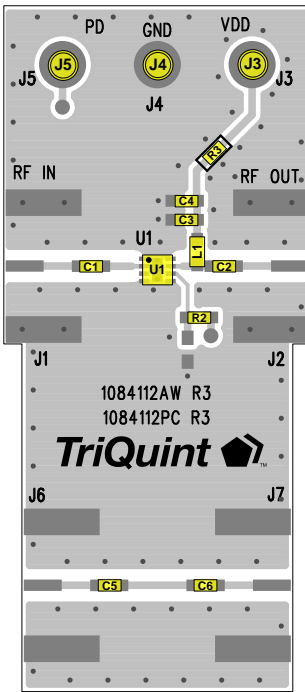 PD GND VDD
J5 J4 J3
J5 J4 J3
R3
RF IN RF OUT
C4
C3
U1 L1
C1 U1 C2
R2
J1 J2
1084112AW R3
1084112PC R3
TriQuint TM
J6 J7
C5 C6